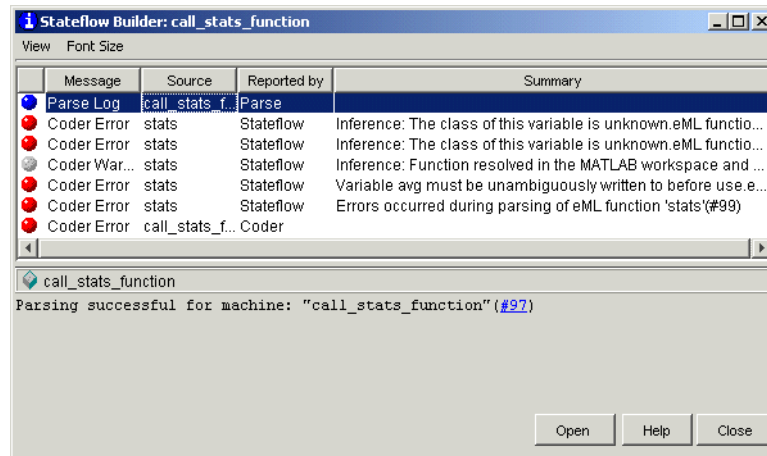 Stateflow Builder: call_stats_function
View Font Size
Message Source Reported by Summary
Parse Log call_stats_f... Parse
Coder Error stats Stateflow Inference: The class of this variable is unknown.eML functio...
Coder Error stats Stateflow Inference: The class of this variable is unknown.eML functio...
Coder War... stats Stateflow Inference: Function resolved in the MATLAB workspace and ...
Coder Error stats Stateflow Variable avg must be unambiguously written to before use.e...
Coder Error stats Stateflow Errors occurred during parsing of eML function 'stats'(#99)
Coder Error call_stats_f... Coder
call_stats_function
Parsing successful for machine: "call_stats_function"(#97)
Open Help Close